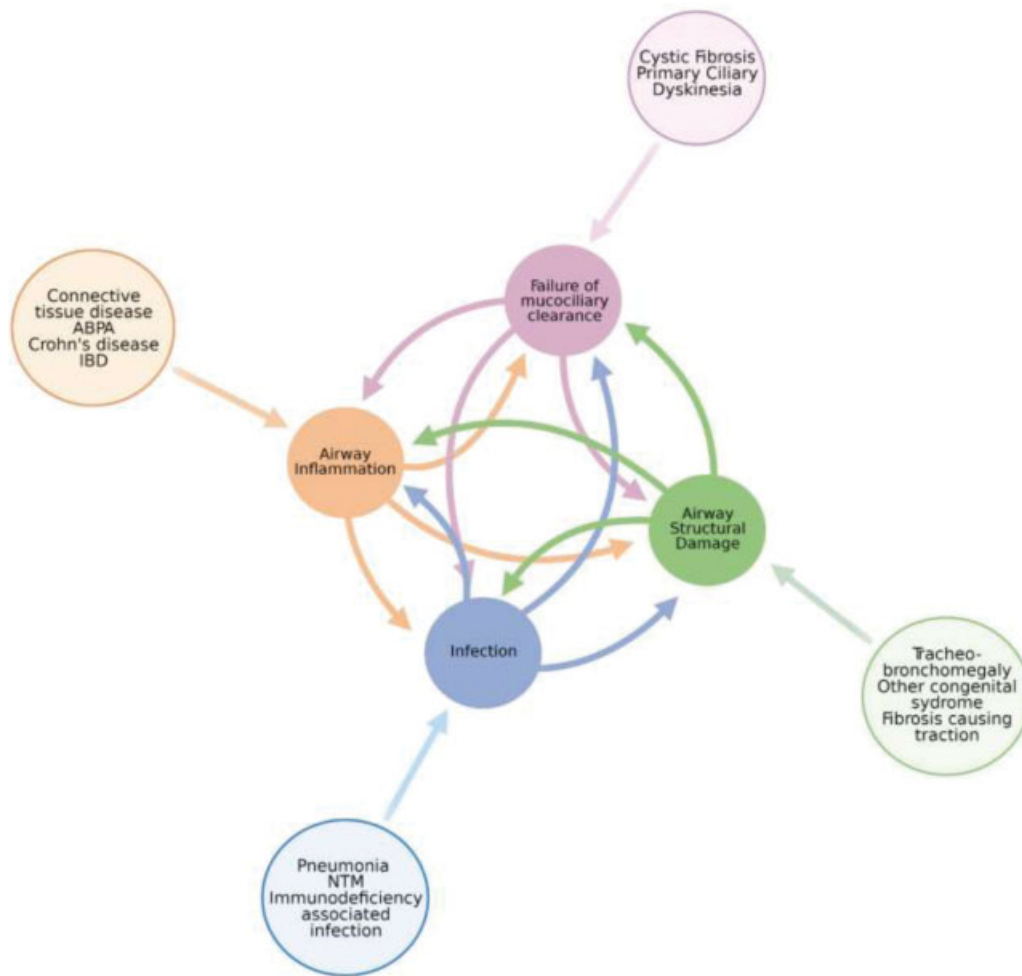 Cystic Fibrosis
Primary Ciliary
Dyskinesia
Failure of
mucociliary
clearance
Connective
tissue disease
ABPA
Crohn's disease
IBD
Airway
Inflammation
Airway
Structural
Damage
Infection
Tracheo-
bronchomegaly
Other congenital
sydrome
Fibrosis causing
traction
Pneumonia
NTM
Immunodeficiency
associated
infection